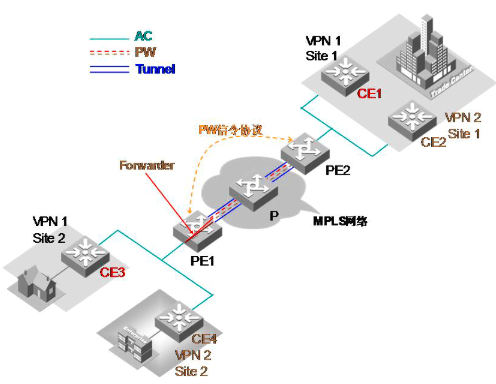 AC
PW
Tunnel
VPN 1
Site 1
CE1
Trade Center
VPN 2
Site 1
CE2
PW信令协议
PE2
Forwarder
P
MPLS网络
VPN 1
Site 2
PE1
CE3
CE4
VPN 2
Site 2